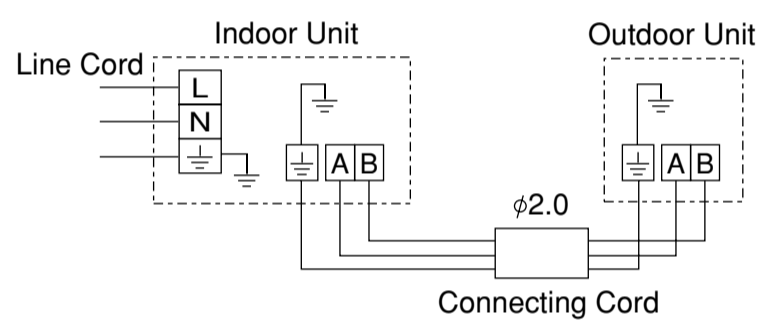 Indoor Unit
Outdoor Unit
Line Cord
L
N
A B
A B
ϕ2.0
Connecting Cord